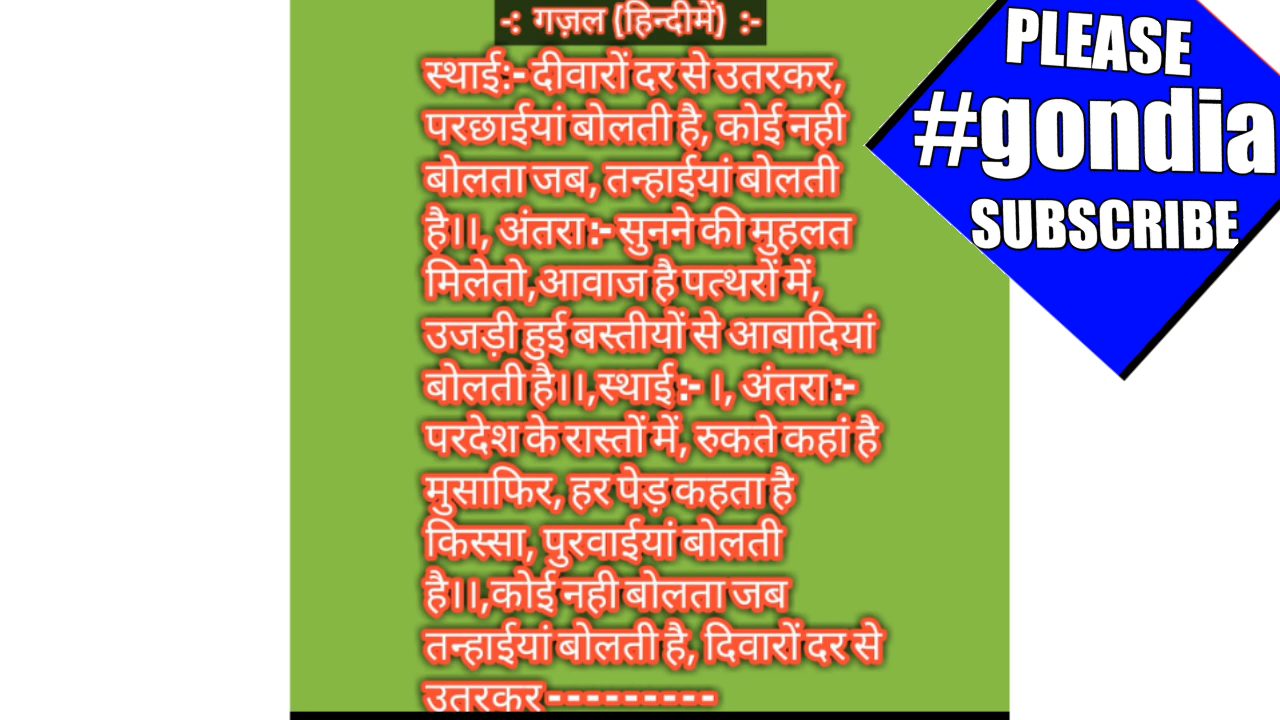 -: गज़ल (हिन्दीमें) :-
स्थाई:- दीवारों दर से उतरकर,
परछाईयां बोलती है, कोई नही
बोलता जब, तन्हाईयां बोलती
है।।, अंतरा:- सुनने की मुहलत
मिलेतो,आवाज है पत्थरों में,
उजड़ी हुई बस्तीयों से आबादियां
बोलती है।।,स्थाई:- ।, अंतरा:-
परदेश के रास्तों में, रुकते कहां है
मुसाफिर, हर पेड़ कहता है
किस्सा, पुरवाईयां बोलती
है।।,कोई नही बोलता जब
तन्हाईयां बोलती है, दिवारों दर से
उतरकर---------
PLEASE
#gondia
SUBSCRIBE